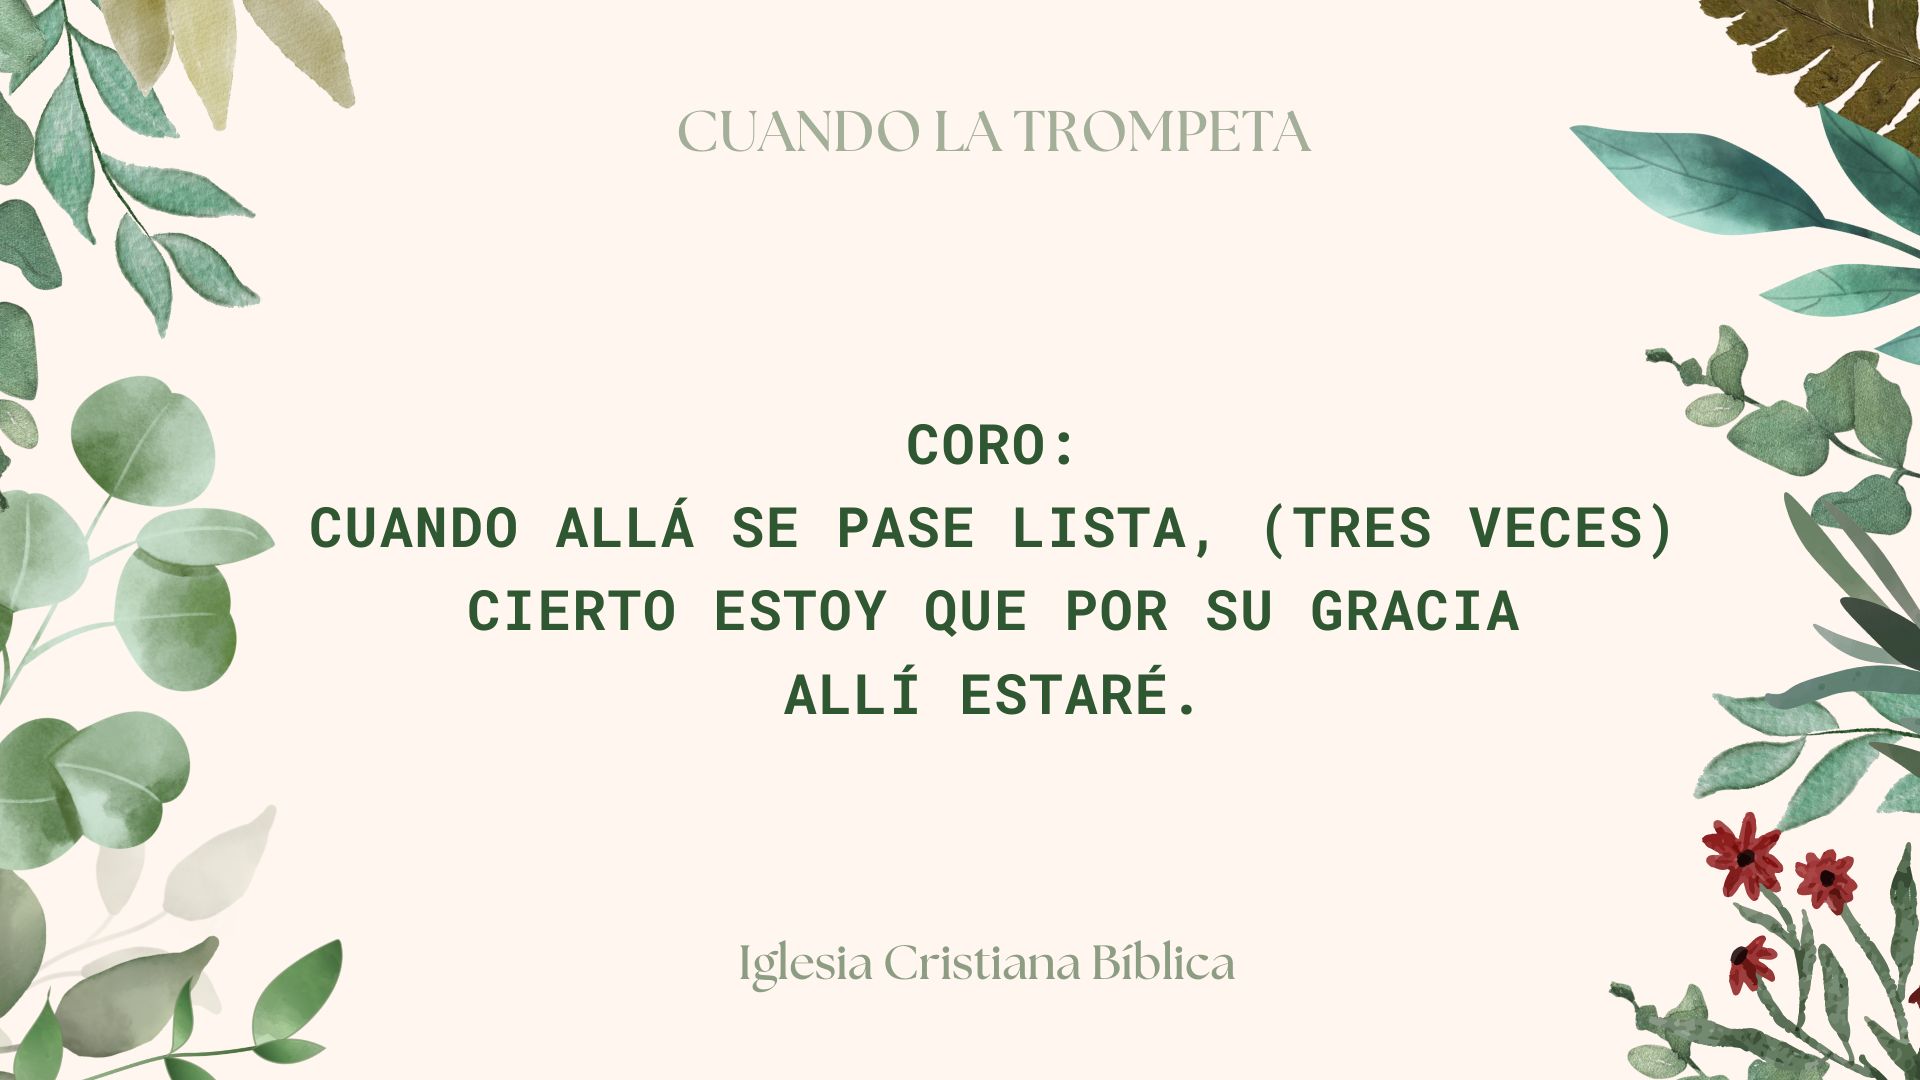 CUANDO LA TROMPETA
CORO:
CUANDO ALLÁ SE PASE LISTA, (TRES VECES)
CIERTO ESTOY QUE POR SU GRACIA
ALLÍ ESTARÉ.
Iglesia Cristiana Bíblica